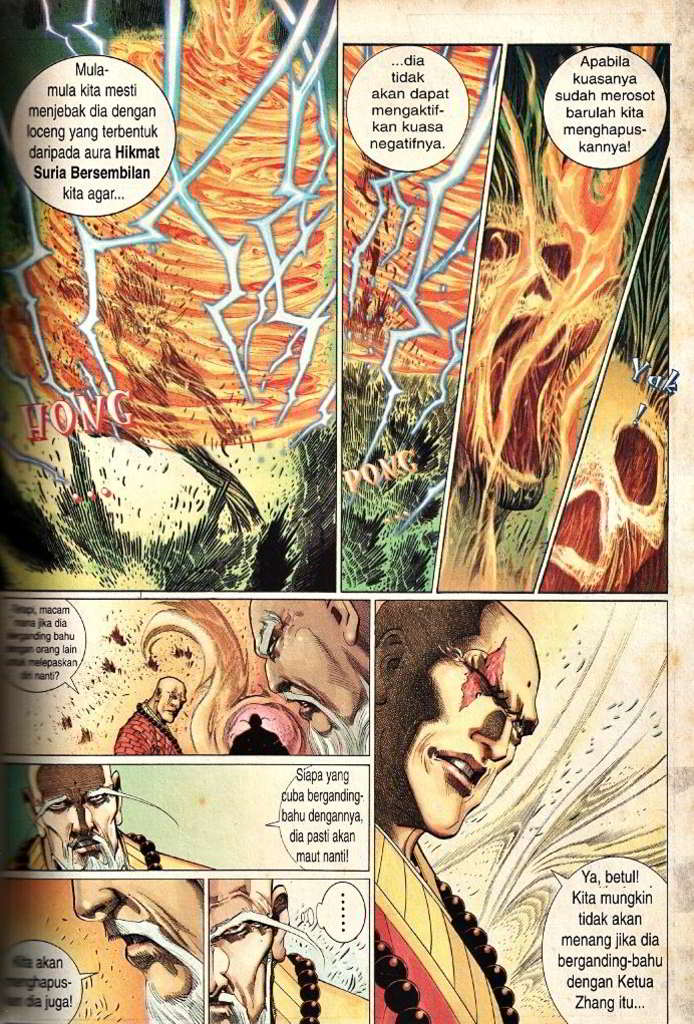 Mula-
mula kita mesti
menjebak dia dengan
loceng yang terbentuk
daripada aura Hikmat
Suria Bersembilan
kita agar...
...dia
tidak
akan dapat
mengaktif-
kan kuasa
negatifnya.
Apabila
kuasanya
sudah merosot
barulah kita
menghapus-
kannya!
HONG
...
PONG
...
Yak
!
macam
mana jika dia
berganding bahu
dengan orang lain
untuk melepaskan
diri nanti?
Siapa yang
cuba berganding-
bahu dengannya,
dia pasti akan
maut nanti!
Kita akan
menghapus-
dia juga!
......
Ya, betul!
Kita mungkin
tidak akan
menang jika dia
berganding-bahu
dengan Ketua
Zhang itu...